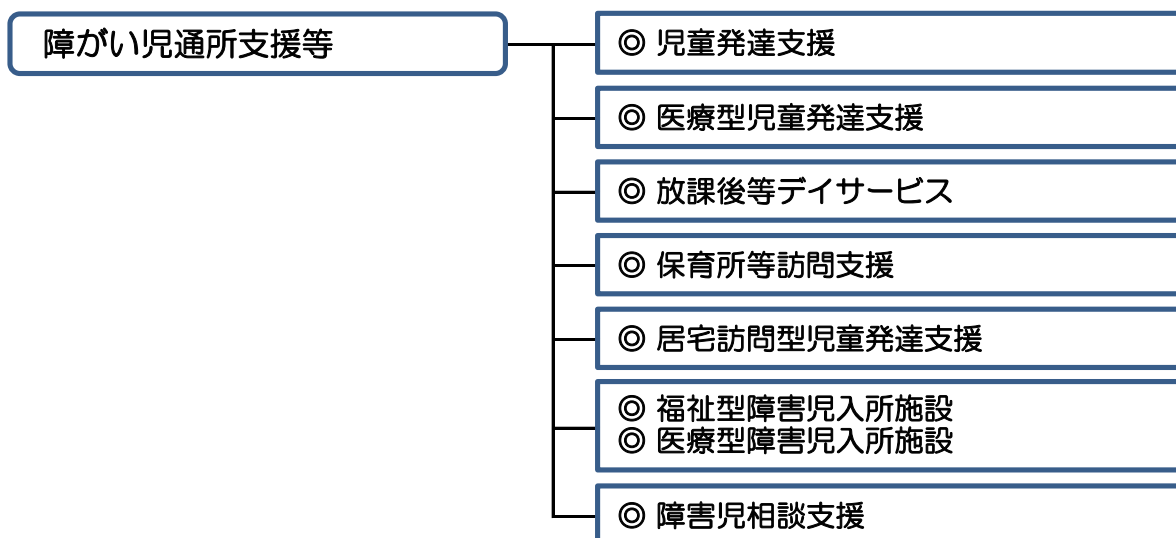 障がい児通所支援等
◎ 児童発達支援
◎ 医療型児童発達支援
◎ 放課後等デイサービス
◎ 保育所等訪問支援
◎ 居宅訪問型児童発達支援
◎ 福祉型障害児入所施設
◎ 医療型障害児入所施設
◎ 障害児相談支援